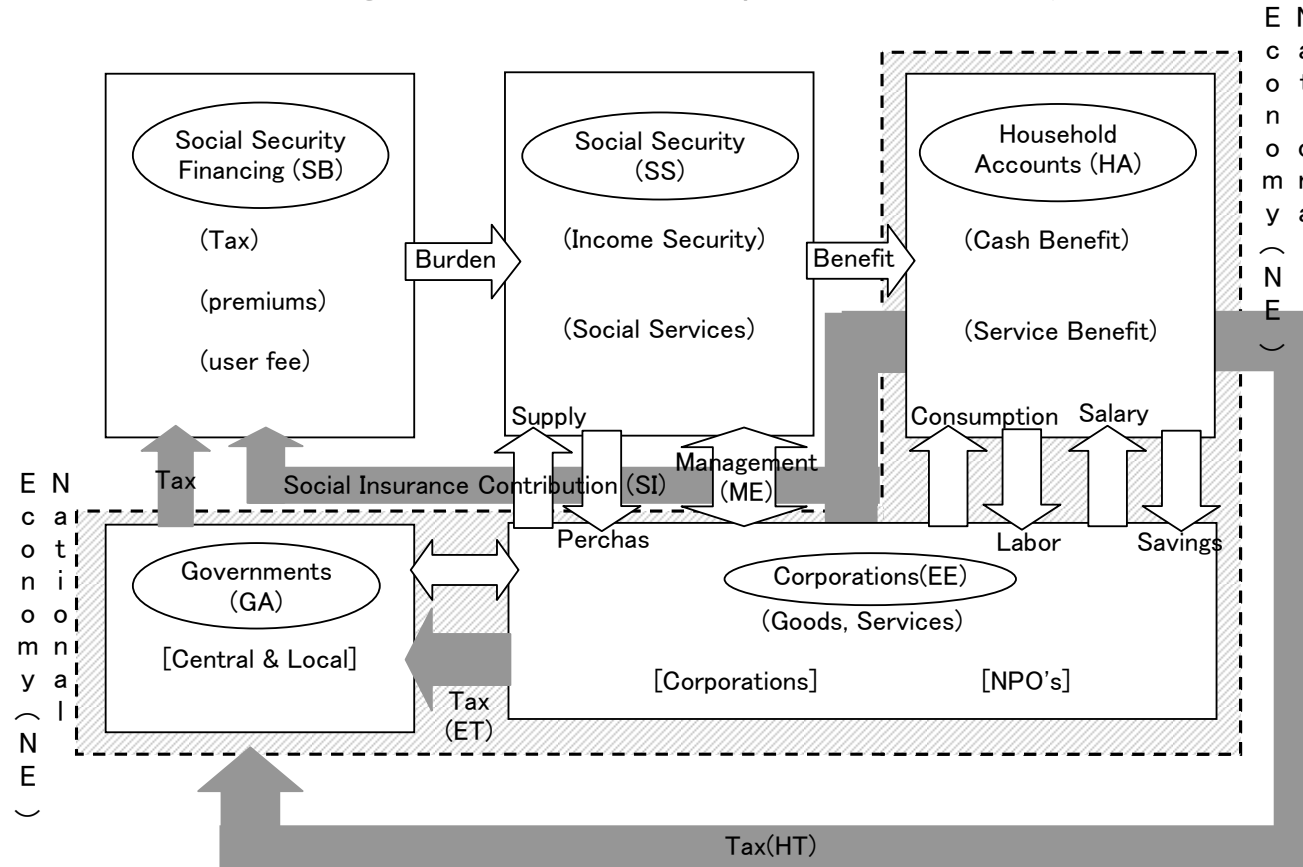 Social Security
Financing (SB)
(Tax)
(premiums)
(user fee)
Burden
Social Security
(SS)
(Income Security)
(Social Services)
Benefit
Household
Accounts (HA)
(Cash Benefit)
(Service Benefit)
Economy (NE)
Supply
Perchas
Management
(ME)
Consumption
Labor
Salary
Savings
Tax
Social Insurance Contribution (SI)
National
Economy (NE)
Governments
(GA)
[Central & Local]
Tax
(ET)
Corporations(EE)
(Goods, Services)
[Corporations]
[NPO's]
Tax(HT)